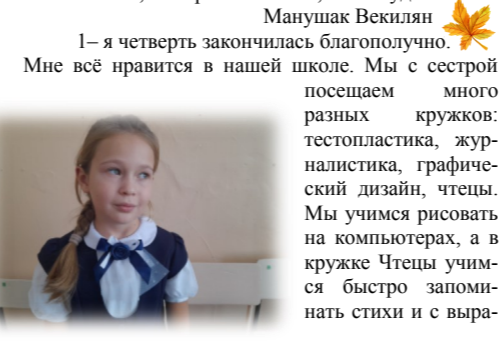 Манушак Векилян
1– я четверть закончилась благополучно.
Мне всё нравится в нашей школе. Мы с сестрой
посещаем много
разных кружков:
тестопластика, жур-
налистика, графиче-
ский дизайн, чтецы.
Мы учимся рисовать
на компьютерах, а в
кружке Чтецы учим-
ся быстро запоми-
нать стихи и с выра-